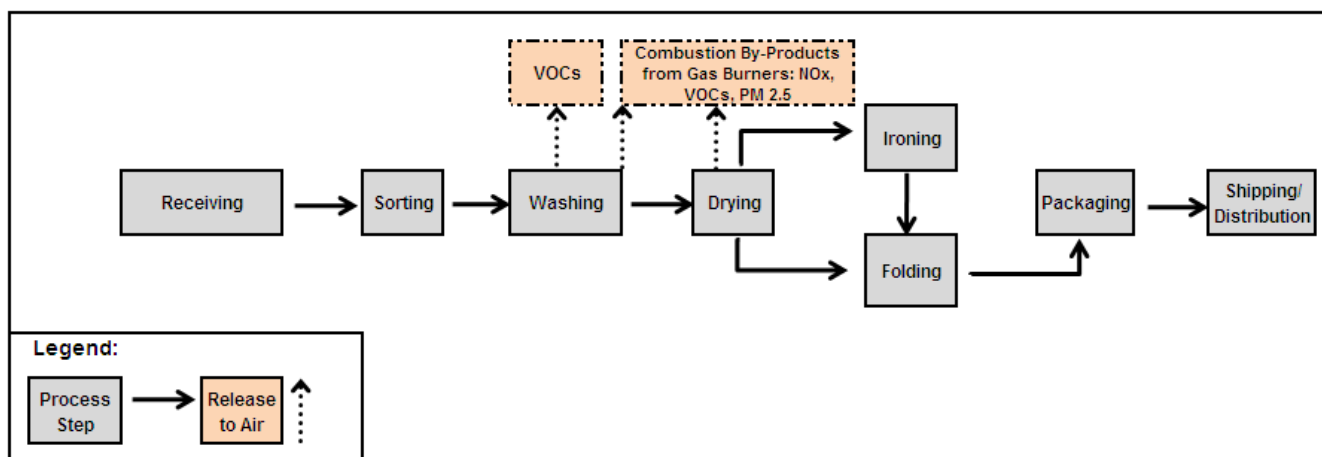 VOCs
Combustion By-Products
from Gas Burners: NOx,
VOCs, PM 2.5
Ironing
Receiving
Sorting
Washing
Drying
Packaging
Shipping/
Distribution
Folding
Legend:
Process
Step
Release
to Air